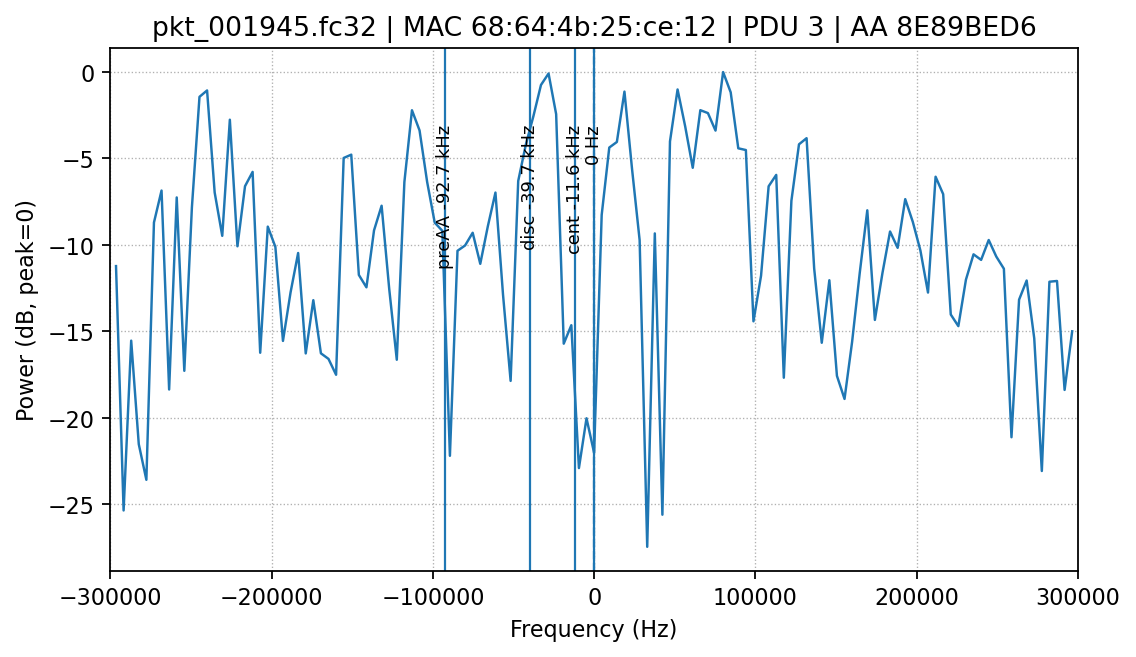 pkt_001945.fc32 | MAC 68:64:4b:25:ce:12 | PDU 3 | AA 8E89BED6
Power (dB, peak=0)
0
−5
−10
−15
−20
−25
preAA -92.7 kHz
disc -39.7 kHz
cent -11.6 kHz
0 Hz
−300000
−200000
−100000
0
100000
200000
300000
Frequency (Hz)